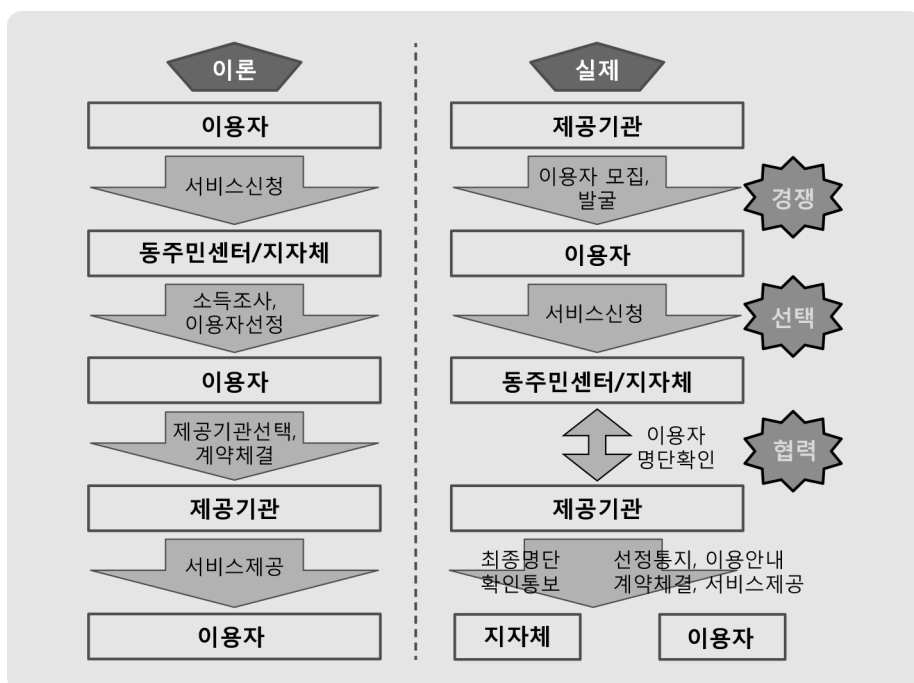 이론
이용자
서비스신청
동주민센터/지자체
소득조사,
이용자선정
이용자
제공기관선택,
계약체결
제공기관
서비스제공
이용자
실제
제공기관
이용자 모집,
발굴
경쟁
이용자
서비스신청
선택
동주민센터/지자체
이용자
명단확인
협력
제공기관
최종명단
확인통보
선정통지, 이용안내
계약체결, 서비스제공
지자체
이용자